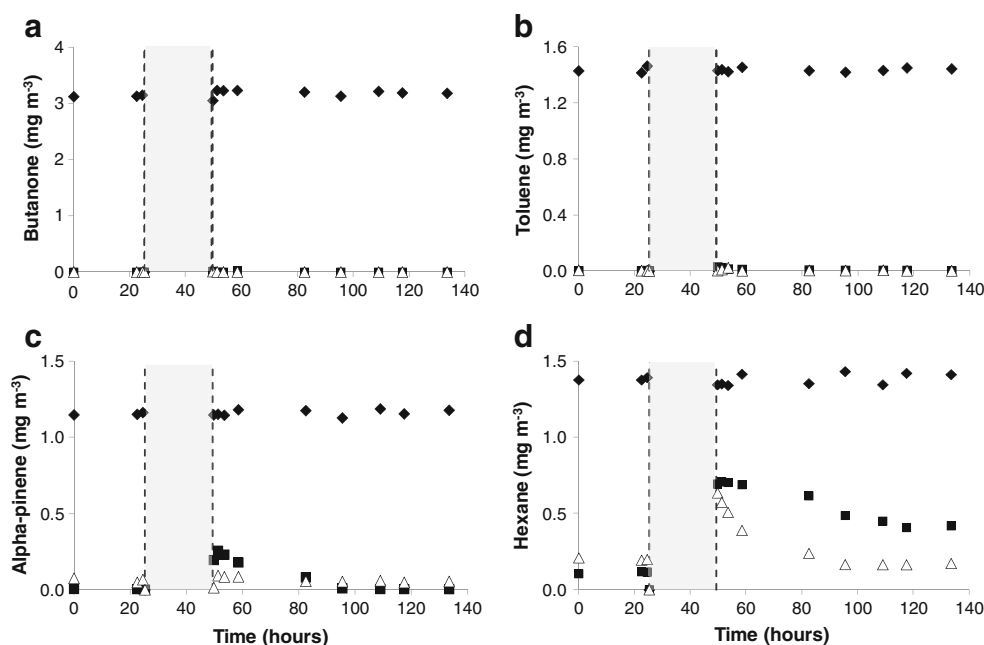 a
Butanone (mg m-3)
4
3
2
1
0
0 20 40 60 80 100 120 140
b
Toluene (mg m-3)
1.6
1.2
0.8
0.4
0.0
0 20 40 60 80 100 120 140
c
Alpha-pinene (mg m-3)
1.5
1.0
0.5
0.0
0 20 40 60 80 100 120 140
Time (hours)
d
Hexane (mg m-3)
1.5
1.0
0.5
0.0
0 20 40 60 80 100 120 140
Time (hours)